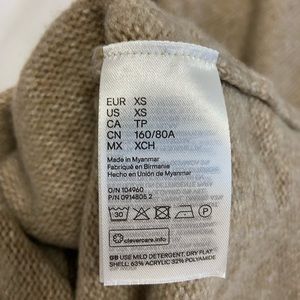 EUR XS
US XS
CA TP
CN 160/80A
MX XCH
Made in Myanmar
Fabriqué en Birmanie
Hecho en Unión de Myanmar
O/N 104960
P/N 0914805.2
30
P
clevercare.info
GB USE MILD DETERGENT, DRY FLAT
SHELL: 63% ACRYLIC 32% POLYAMIDE